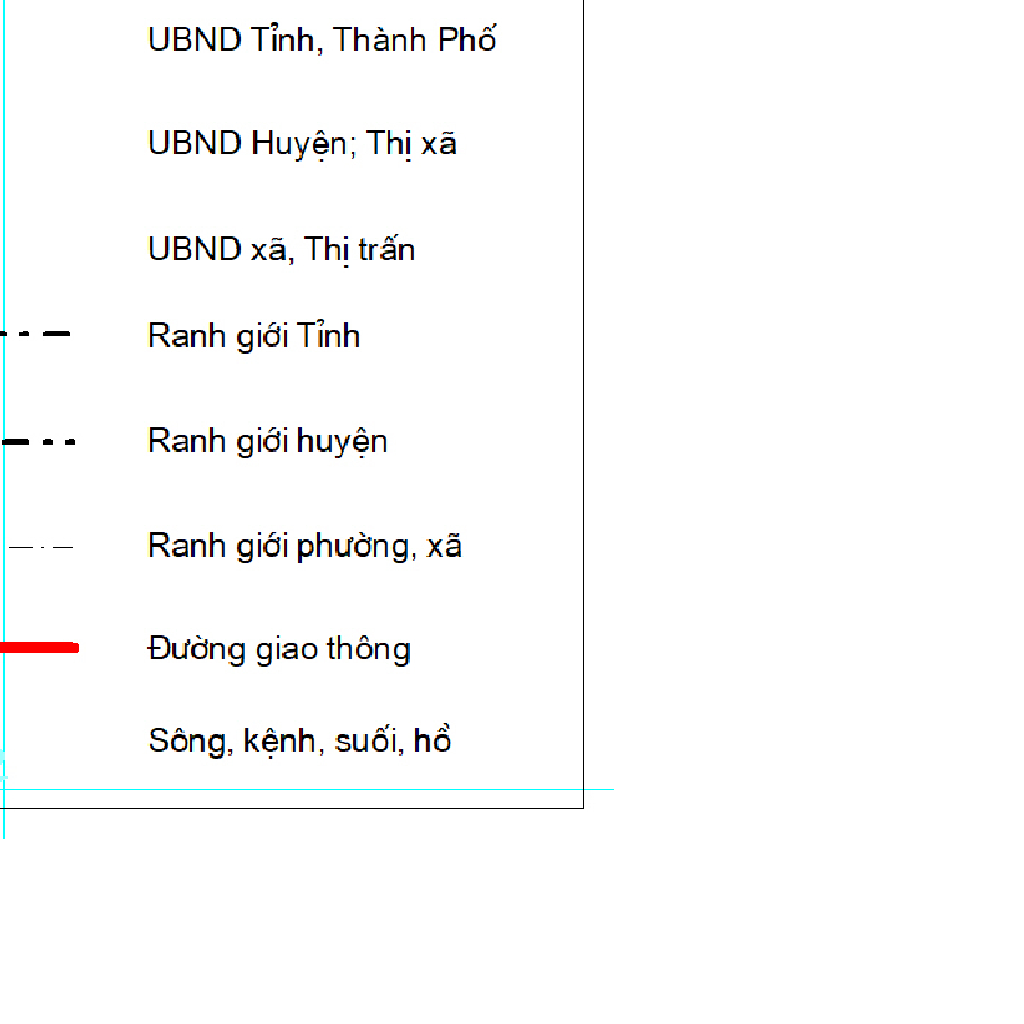 UBND Tỉnh, Thành Phố
UBND Huyện; Thị xã
UBND xã, Thị trấn
Ranh giới Tỉnh
Ranh giới huyện
Ranh giới phường, xã
Đường giao thông
Sông, kệnh, suối, hồ